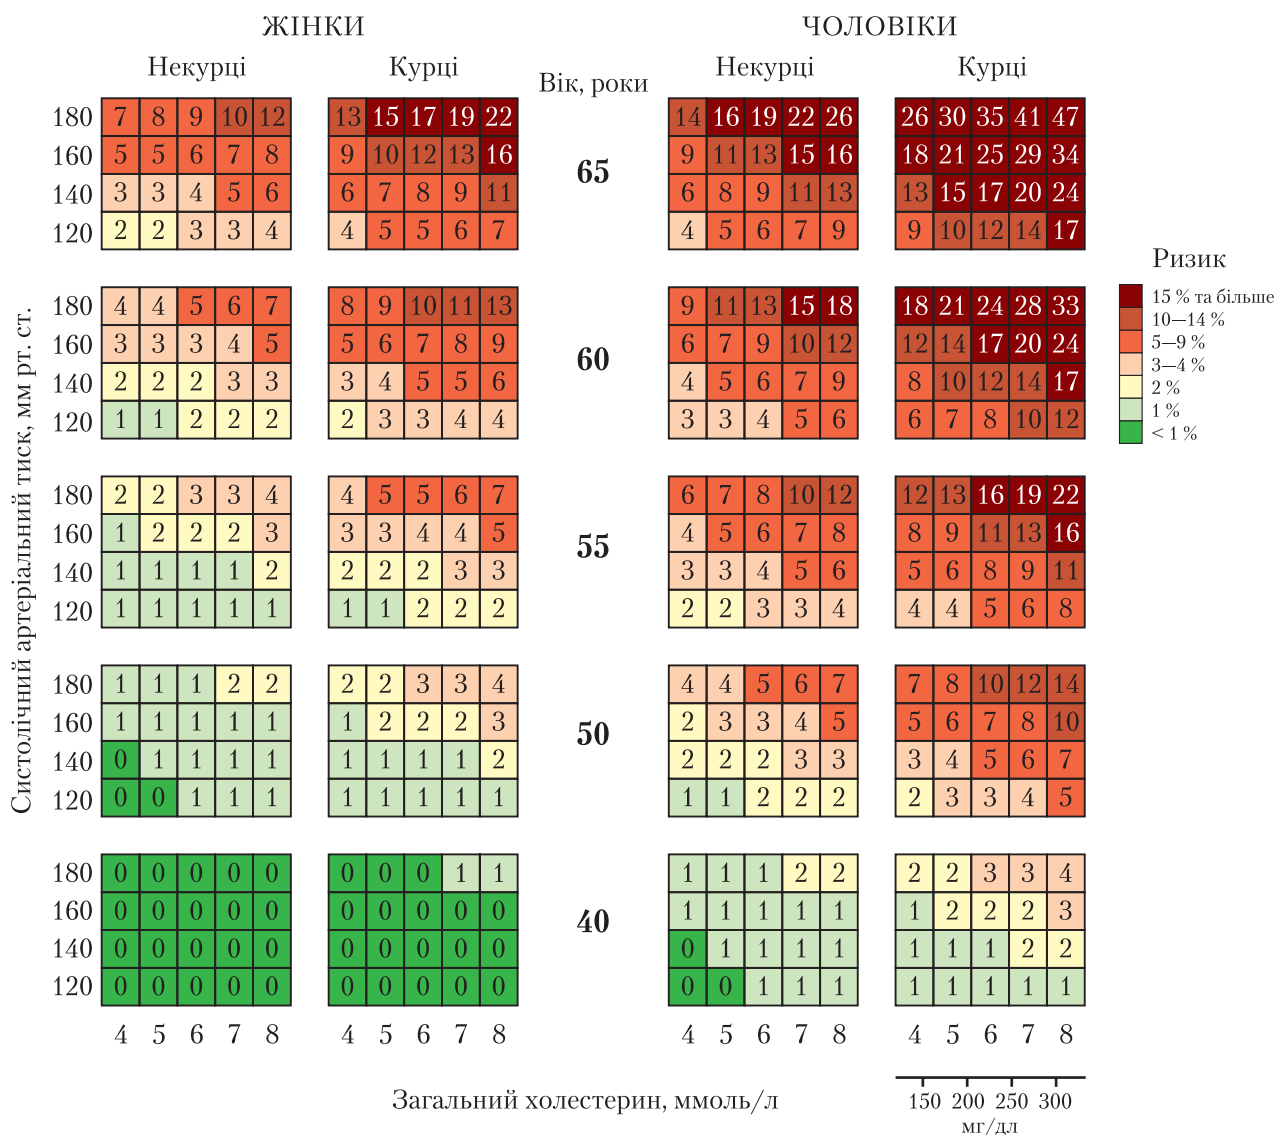 ЖІНКИ ЧОЛОВІКИ
Некурці Курці Вік, роки Некурці Курці
180 7 8 9 10 12 13 15 17 19 22 14 16 19 22 26 26 30 35 41 47
160 5 5 6 7 8 9 10 12 13 16 65 9 11 13 15 16 18 21 25 29 34
140 3 3 4 5 6 6 7 8 9 11 6 8 9 11 13 13 15 17 20 24
120 2 2 3 3 4 4 5 5 6 7 4 5 6 7 9 9 10 12 14 17
180 4 4 5 6 7 8 9 10 11 13 9 11 13 15 18 18 21 24 28 33
160 3 3 3 4 5 5 6 7 8 9 60 6 7 9 10 12 12 14 17 20 24
140 2 2 2 3 3 3 4 5 5 6 4 5 6 7 9 8 10 12 14 17
120 1 1 2 2 2 2 3 3 4 4 3 3 4 5 6 6 7 8 10 12
180 2 2 3 3 4 4 5 5 6 7 6 7 8 10 12 12 13 16 19 22
160 1 2 2 2 3 3 3 4 4 5 55 4 5 6 7 8 8 9 11 13 16
140 1 1 1 1 2 2 2 2 3 3 3 3 4 5 6 5 6 8 9 11
120 1 1 1 1 1 1 1 2 2 2 2 2 3 3 4 4 4 5 6 8
180 1 1 1 2 2 2 2 3 3 4 4 4 5 6 7 7 8 10 12 14
160 1 1 1 1 1 1 2 2 2 3 50 2 3 3 4 5 5 6 7 8 10
140 0 1 1 1 1 1 1 1 1 2 2 2 2 3 3 3 4 5 6 7
120 0 0 1 1 1 1 1 1 1 1 1 1 2 2 2 2 3 3 4 5
180 0 0 0 0 0 0 0 0 1 1 1 1 1 2 2 2 2 3 3 4
160 0 0 0 0 0 0 0 0 0 0 40 1 1 1 1 1 1 2 2 2 3
140 0 0 0 0 0 0 0 0 0 0 0 1 1 1 1 1 1 1 2 2
120 0 0 0 0 0 0 0 0 0 0 0 0 1 1 1 1 1 1 1 1
4 5 6 7 8 4 5 6 7 8 4 5 6 7 8 4 5 6 7 8
Систолічний артеріальний тиск, мм рт. ст.
Загальний холестерин, ммоль/л
150 200 250 300
мг/дл
Ризик
15 % та більше
10—14 %
5—9 %
3—4 %
2 %
1 %
< 1 %